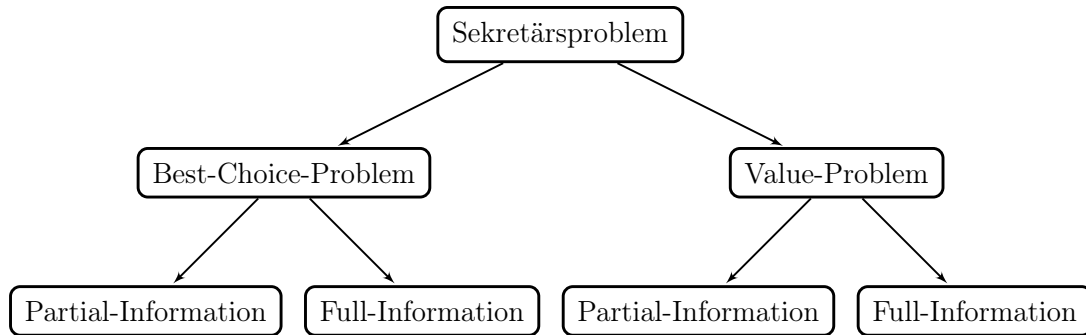 Sekretärsproblem
Best-Choice-Problem
Value-Problem
Partial-Information
Full-Information
Partial-Information
Full-Information